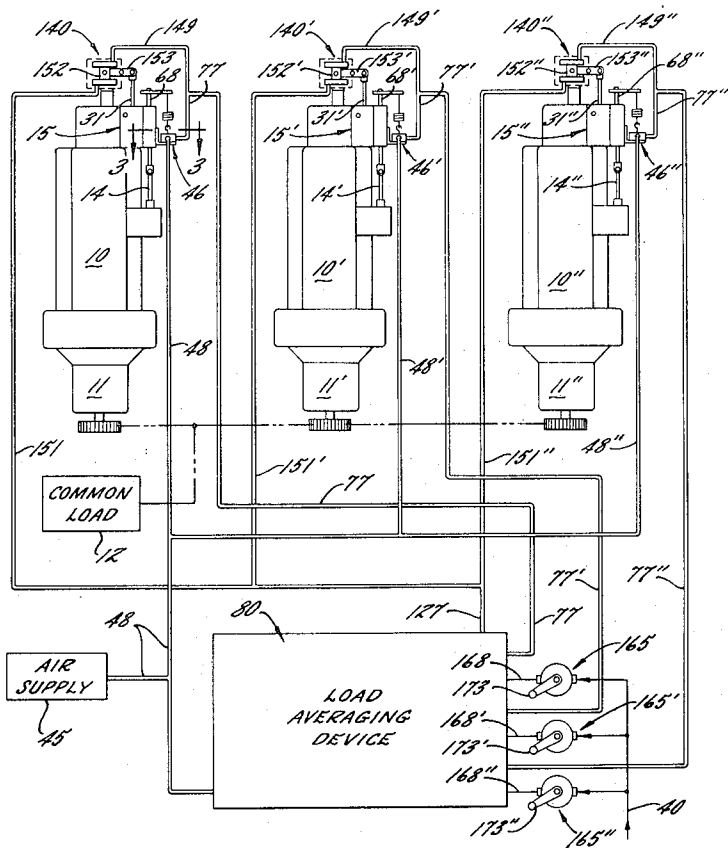 140 149 140' 149' 140" 149"
152 153 68 77 152' 153' 68' 77' 152" 153" 68" 77"
15 31 15' 31' 15" 31"
3 3 46 46' 46"
14 14' 14"
10 10' 10"
48 48'
11 11' 11"
48"
151 151' 151"
COMMON
LOAD
77
12
77' 77"
80 127 77
165
AIR
SUPPLY
48
168
173
LOAD
AVERAGING
DEVICE
165'
45
168'
173'
168"
173"
165"
40